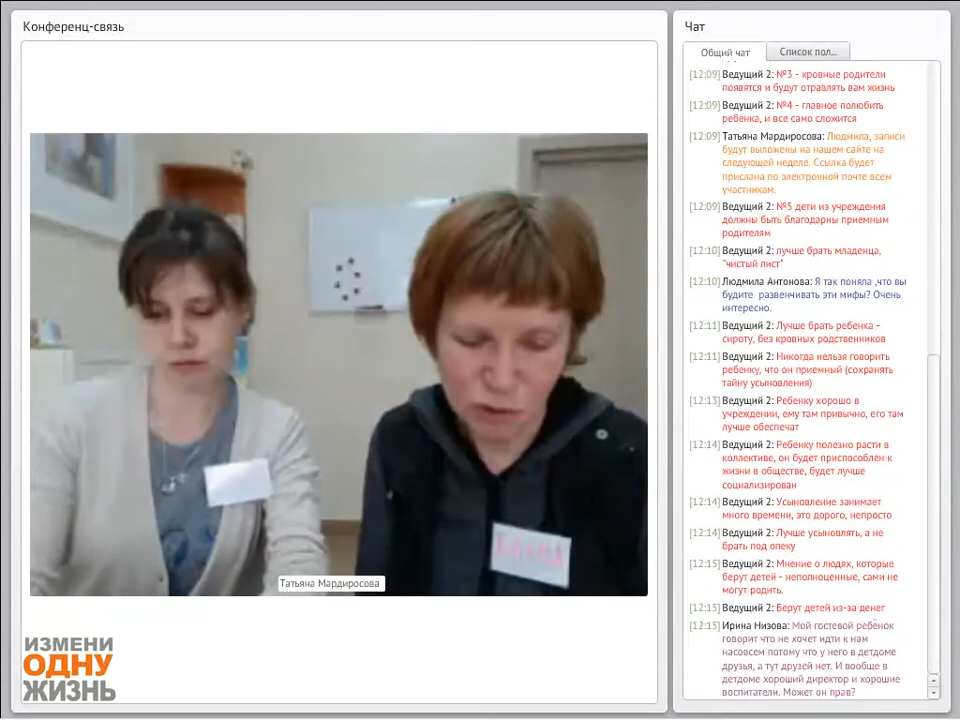 Конференц-связь
Татьяна Мардиросова
ИЗМЕНИ
ОДНУ
ЖИЗНЬ
Чат
Общий чат
Список пол...
[12:09] Ведущий 2: №3 - кровные родители
появятся и будут отравлять вам жизнь
[12:09] Ведущий 2: №4 - главное полюбить
ребенка, и все само сложится
[12:09] Татьяна Мардиросова: Людмила, записи
будут выложены на нашем сайте на
следующей неделе. Ссылка будет
прислана по электронной почте всем
участникам.
[12:09] Ведущий 2: №5 дети из учреждения
должны быть благодарны приемным
родителям
[12:10] Ведущий 2: лучше брать младенца,
"чистый лист"
[12:10] Людмила Антонова: Я так поняла ,что вы
будите развенчивать эти мифы? Очень
интересно.
[12:11] Ведущий 2: Лучше брать ребенка -
сироту, без кровных родственников
[12:11] Ведущий 2: Никогда нельзя говорить
ребенку, что он приемный (сохранять
тайну усыновления)
[12:13] Ведущий 2: Ребенку хорошо в
учреждении, ему там привычно, его там
лучше обеспечат
[12:14] Ведущий 2: Ребенку полезно расти в
коллективе, он будет приспособлен к
жизни в обществе, будет лучше
социализирован
[12:14] Ведущий 2: Усыновление занимает
много времени, это дорого, непросто
[12:14] Ведущий 2: Лучше усыновлять, а не
брать под опеку
[12:15] Ведущий 2: Мнение о людях, которые
берут детей - неполноценные, сами не
могут родить.
[12:15] Ведущий 2: Берут детей из-за денег
[12:15] Ирина Низова: Мой гостевой ребёнок
говорит что не хочет идти к нам
насовсем потому что у него в детдоме
друзья, а тут друзей нет. И вообще в
детдоме хороший директор и хорошие
воспитатели. Может он прав?